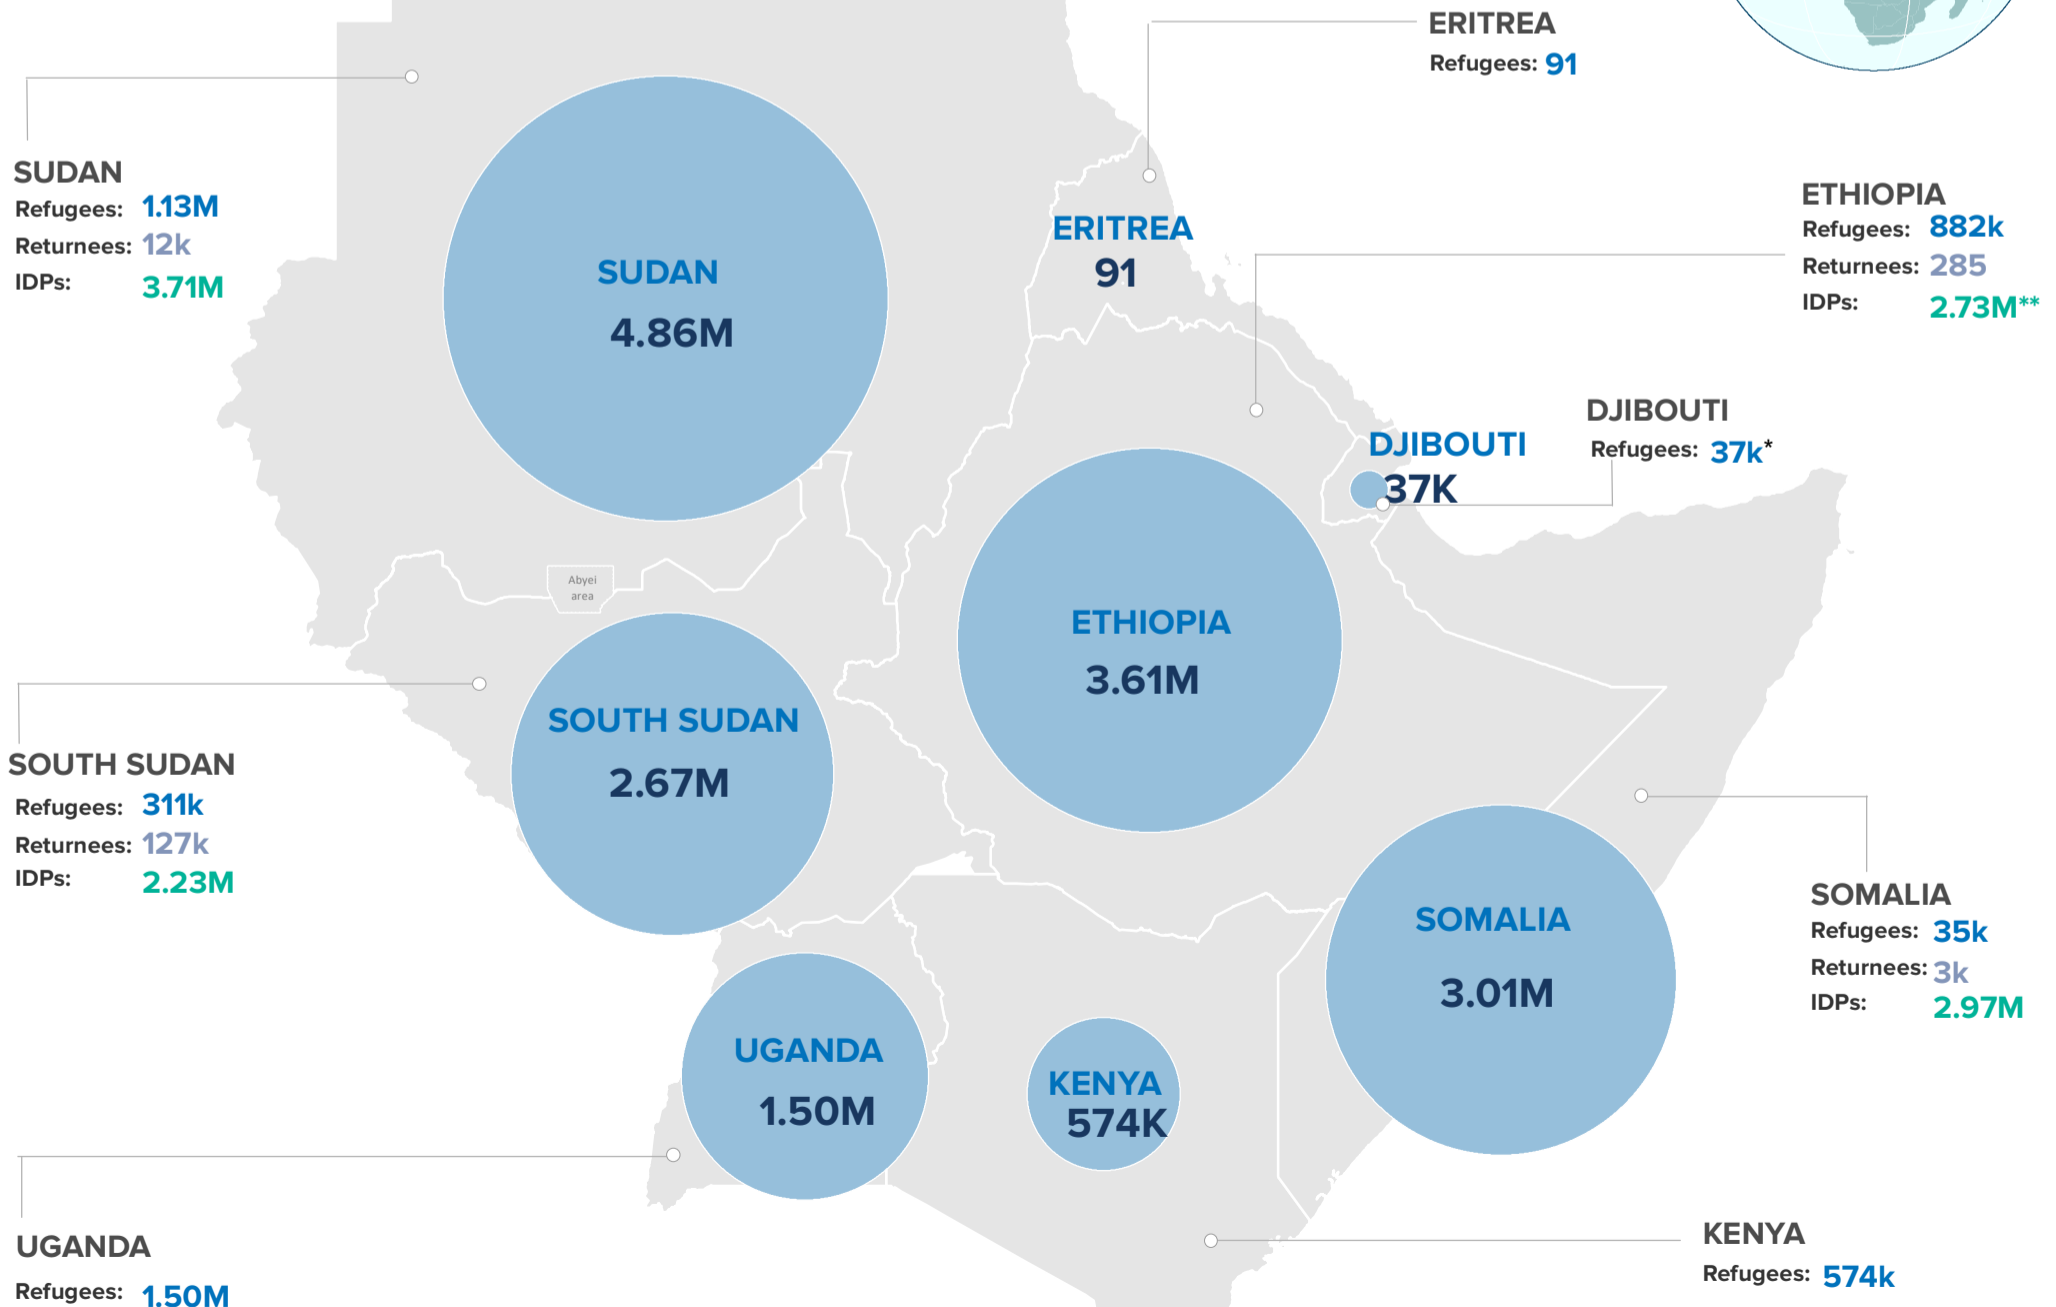 ERITREA
Refugees: 91
SUDAN
Refugees: 1.13M
Returnees: 12k
IDPs: 3.71M
ETHIOPIA
Refugees: 882k
Returnees: 285
IDPs: 2.73M**
ERITREA
91
SUDAN
4.86M
DJIBOUTI
Refugees: 37k*
DJIBOUTI
37K
Abyei
area
ETHIOPIA
3.61M
SOUTH SUDAN
2.67M
SOUTH SUDAN
Refugees: 311k
Returnees: 127k
IDPs: 2.23M
SOMALIA
3.01M
SOMALIA
Refugees: 35k
Returnees: 3k
IDPs: 2.97M
UGANDA
1.50M
KENYA
574K
UGANDA
Refugees: 1.50M
KENYA
Refugees: 574k